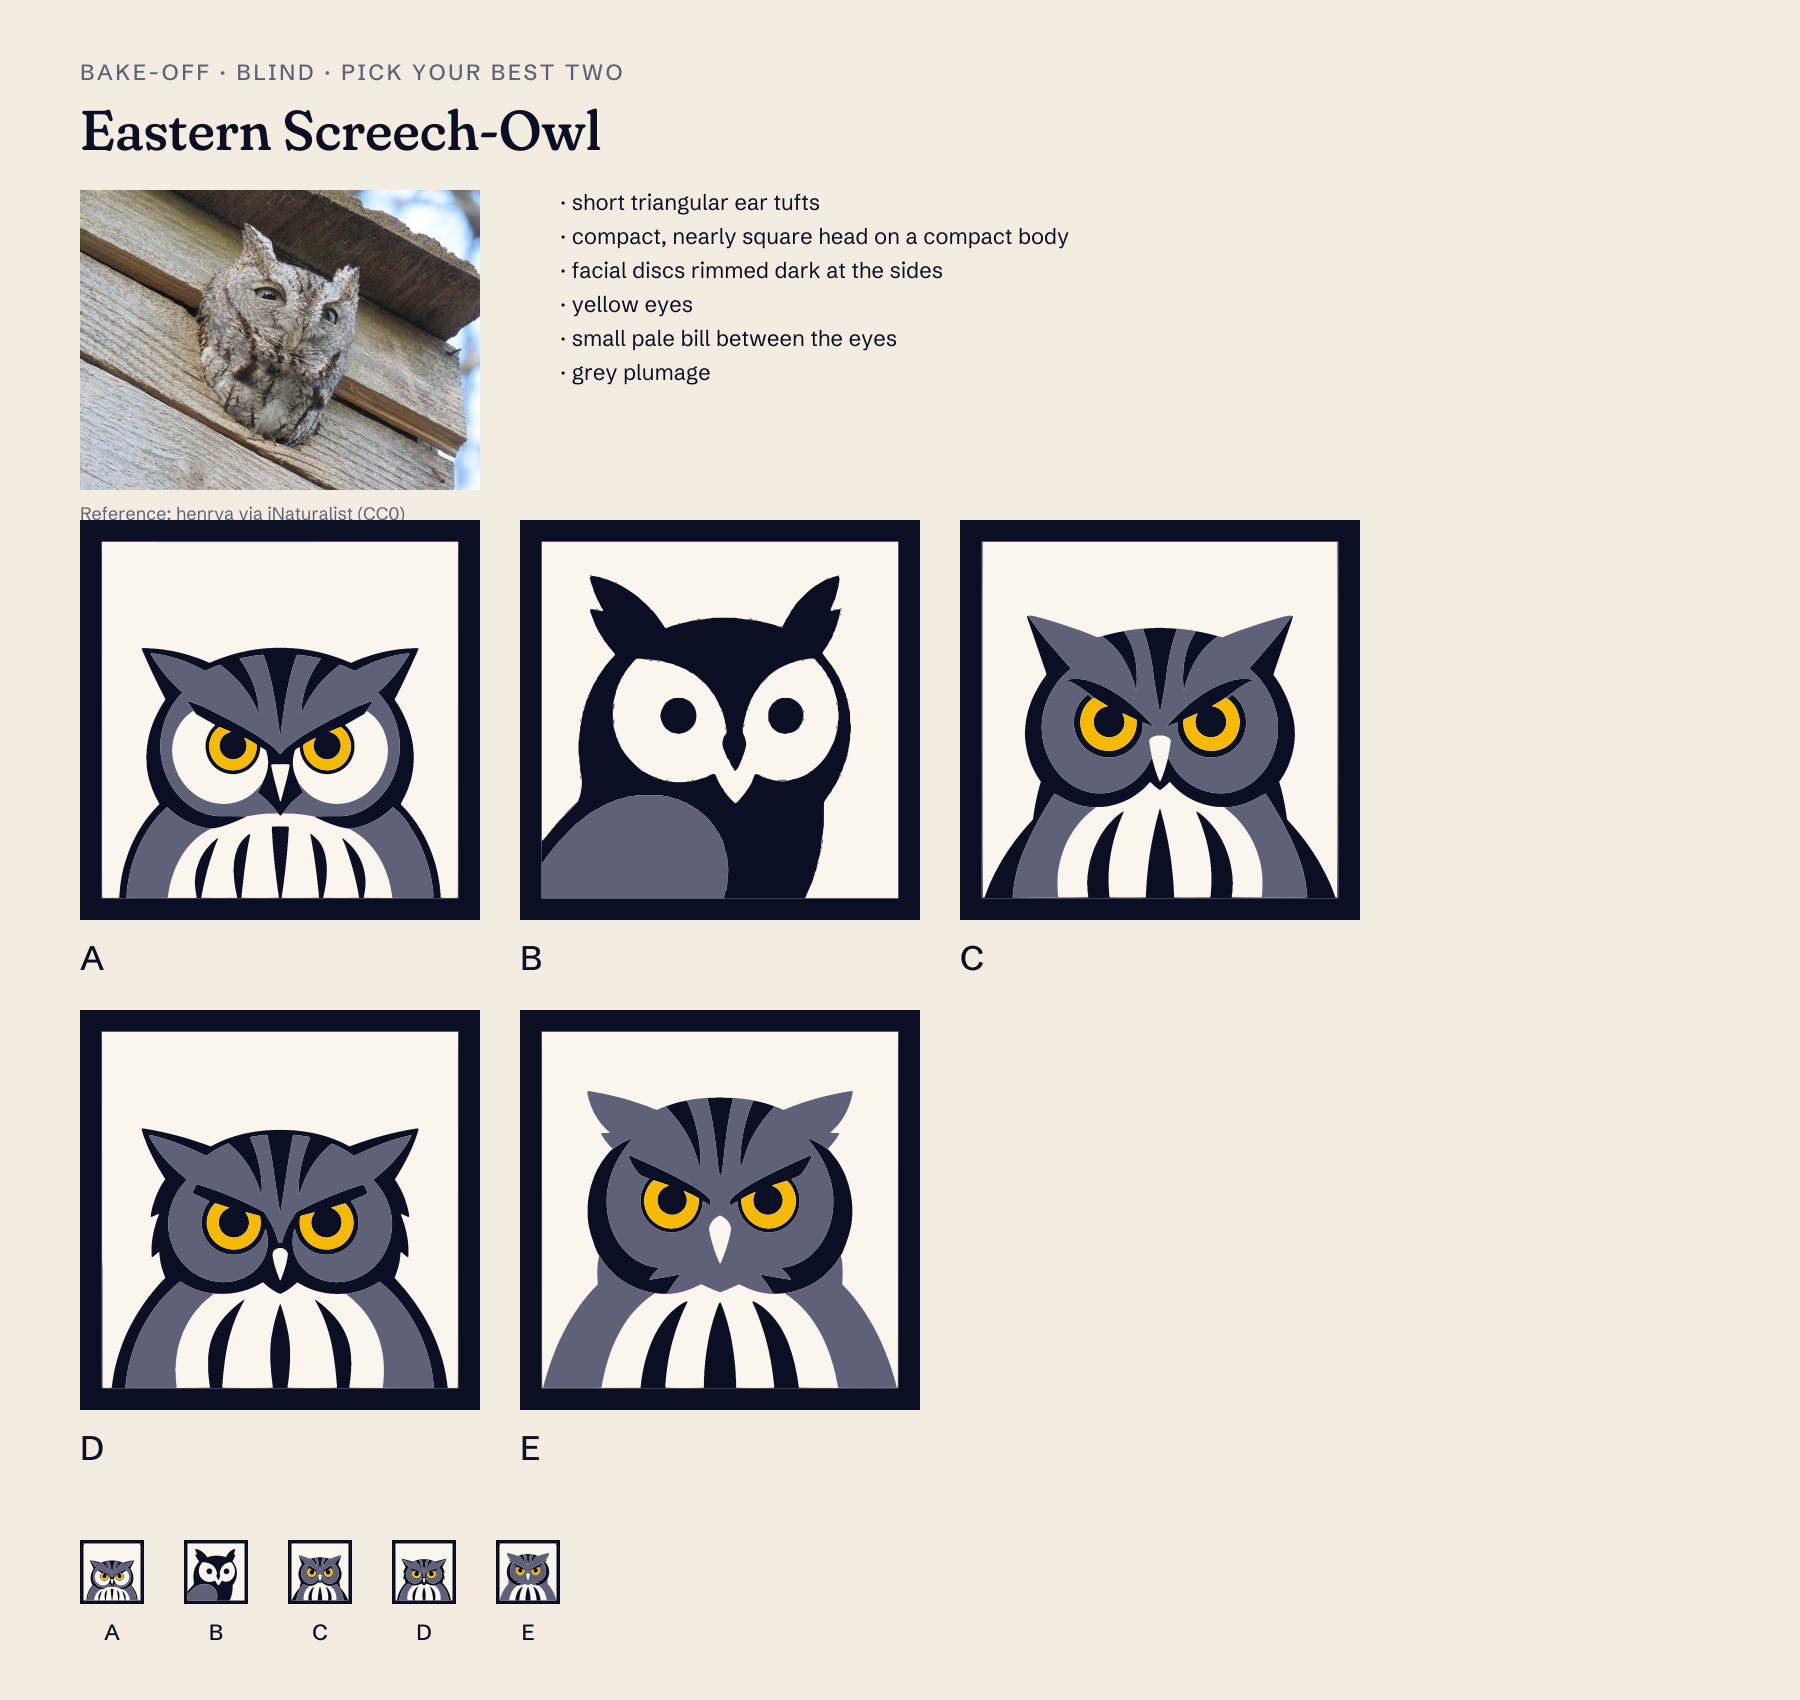 BAKE-OFF · BLIND · PICK YOUR BEST TWO
Eastern Screech-Owl
· short triangular ear tufts
· compact, nearly square head on a compact body
· facial discs rimmed dark at the sides
· yellow eyes
· small pale bill between the eyes
· grey plumage
Reference: henrya via iNaturalist (CC0)
A
B
C
D
E
A
B
C
D
E